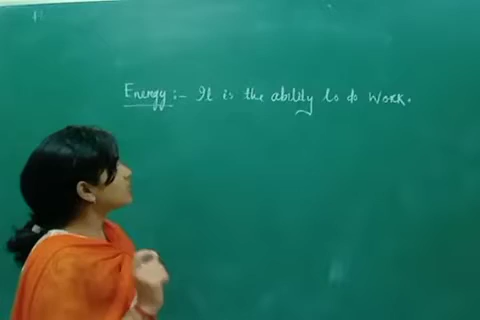 Energy :- It is the ability to do work.